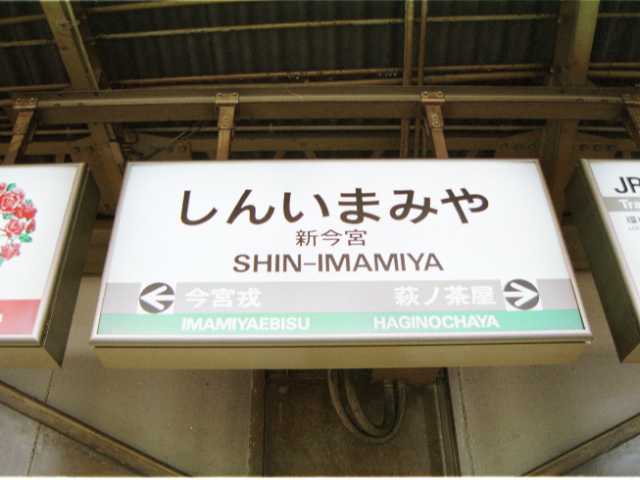 しんいまみや
新今宮
SHIN-IMAMIYA
今宮戎 萩ノ茶屋
IMAMIYAEBISU HAGINOCHAYA
JR
Tra